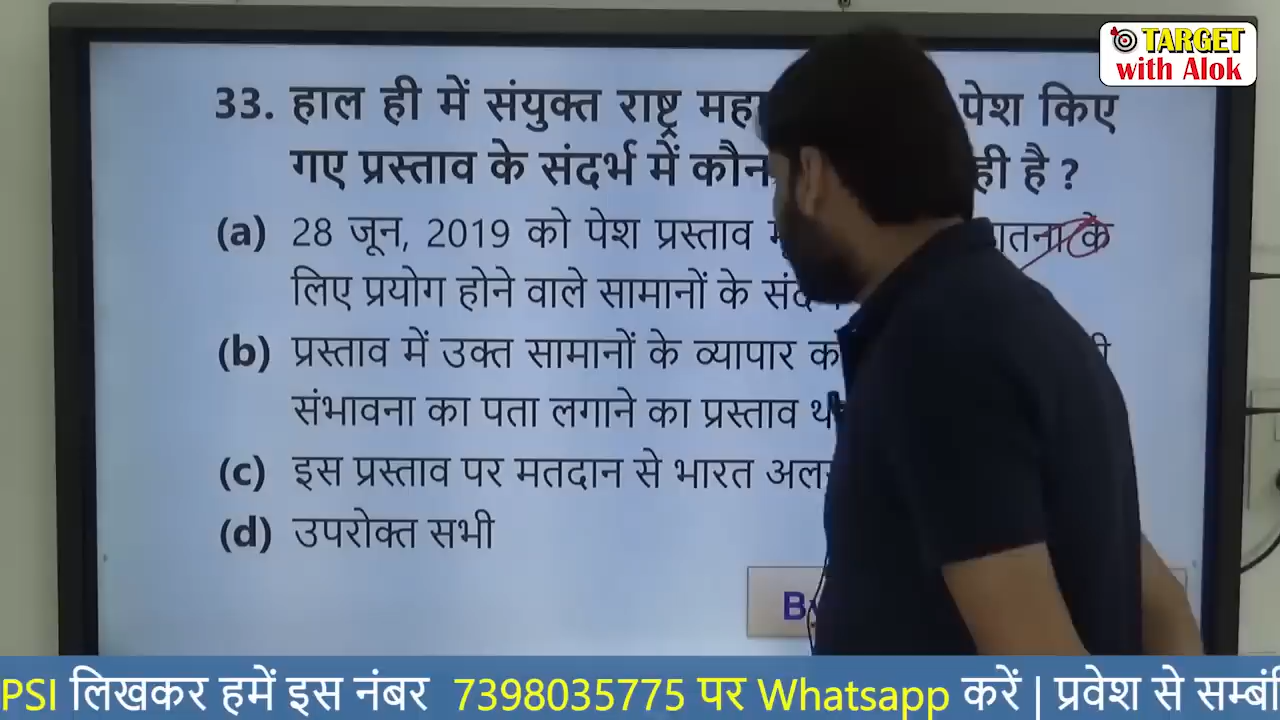 TARGET
with Alok
33. हाल ही में संयुक्त राष्ट्र पेश किए
गए प्रस्ताव के संदर्भ में कौन है ?
(a) 28 जून, 2019 को पेश प्रस्ताव के
लिए प्रयोग होने वाले सामानों के
(b) प्रस्ताव में उक्त सामानों के व्यापार
संभावना का पता लगाने का प्रस्ताव
(c) इस प्रस्ताव पर मतदान से भारत
(d) उपरोक्त सभी
PSI लिखकर हमें इस नंबर 7398035775 पर Whatsapp करें | प्रवेश से